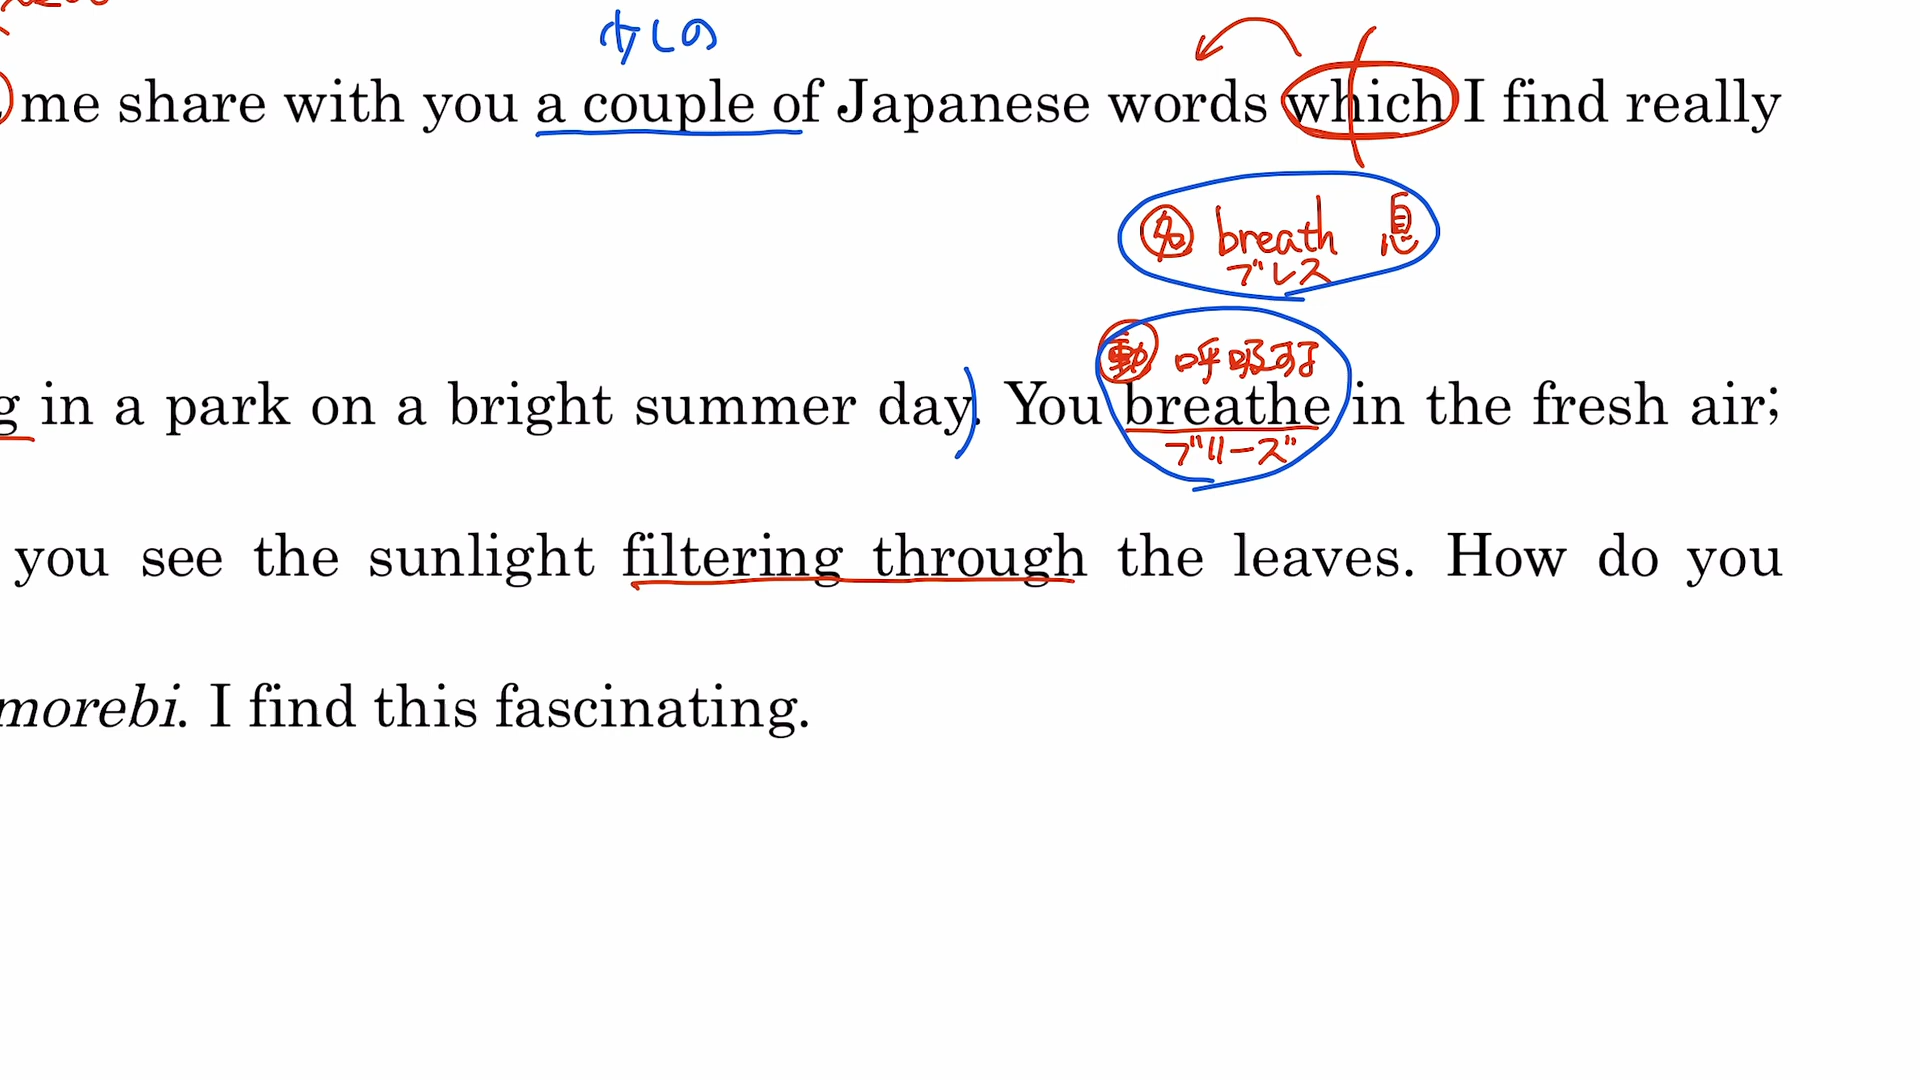 少しの
me share with you a couple of Japanese words which I find really
名 breath 息
ブレス
動 呼吸する
g in a park on a bright summer day. You breathe in the fresh air;
ブリーズ
you see the sunlight filtering through the leaves. How do you
morebi. I find this fascinating.